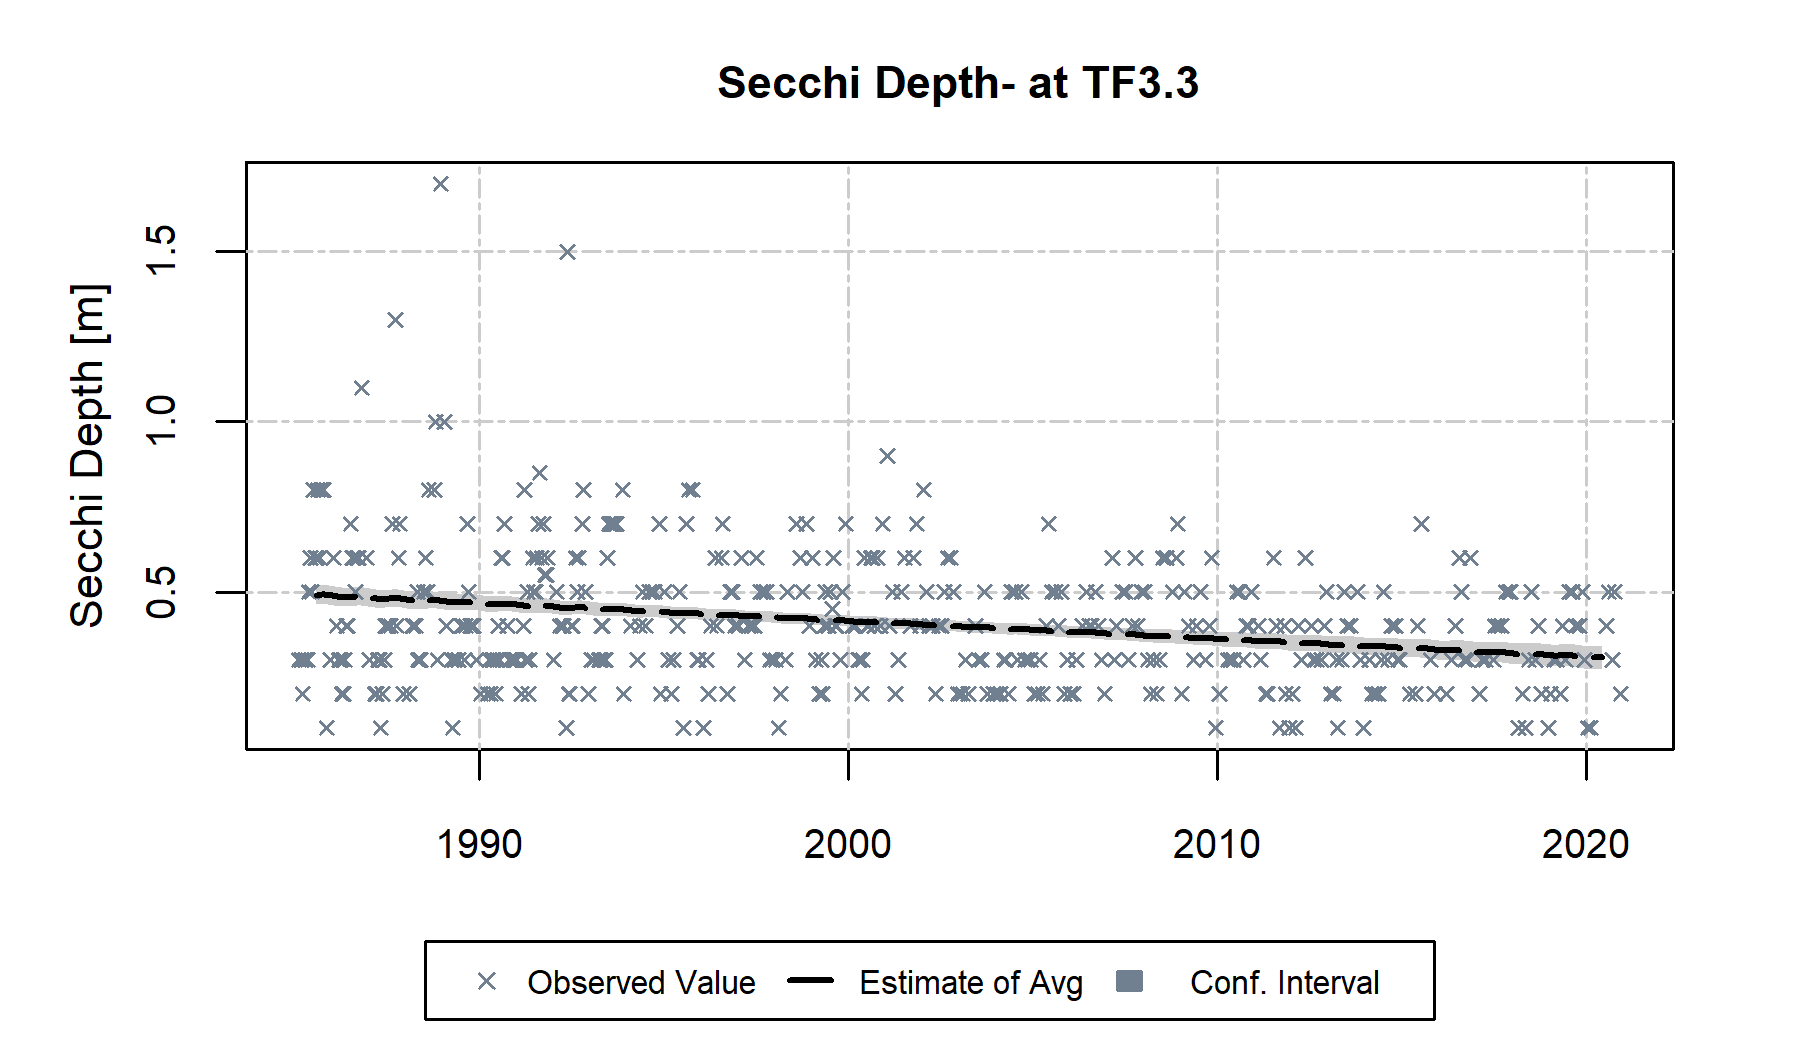 Secchi Depth- at TF3.3
Secchi Depth [m]
1.5
1.0
0.5
1990 2000 2010 2020
Observed Value Estimate of Avg Conf. Interval